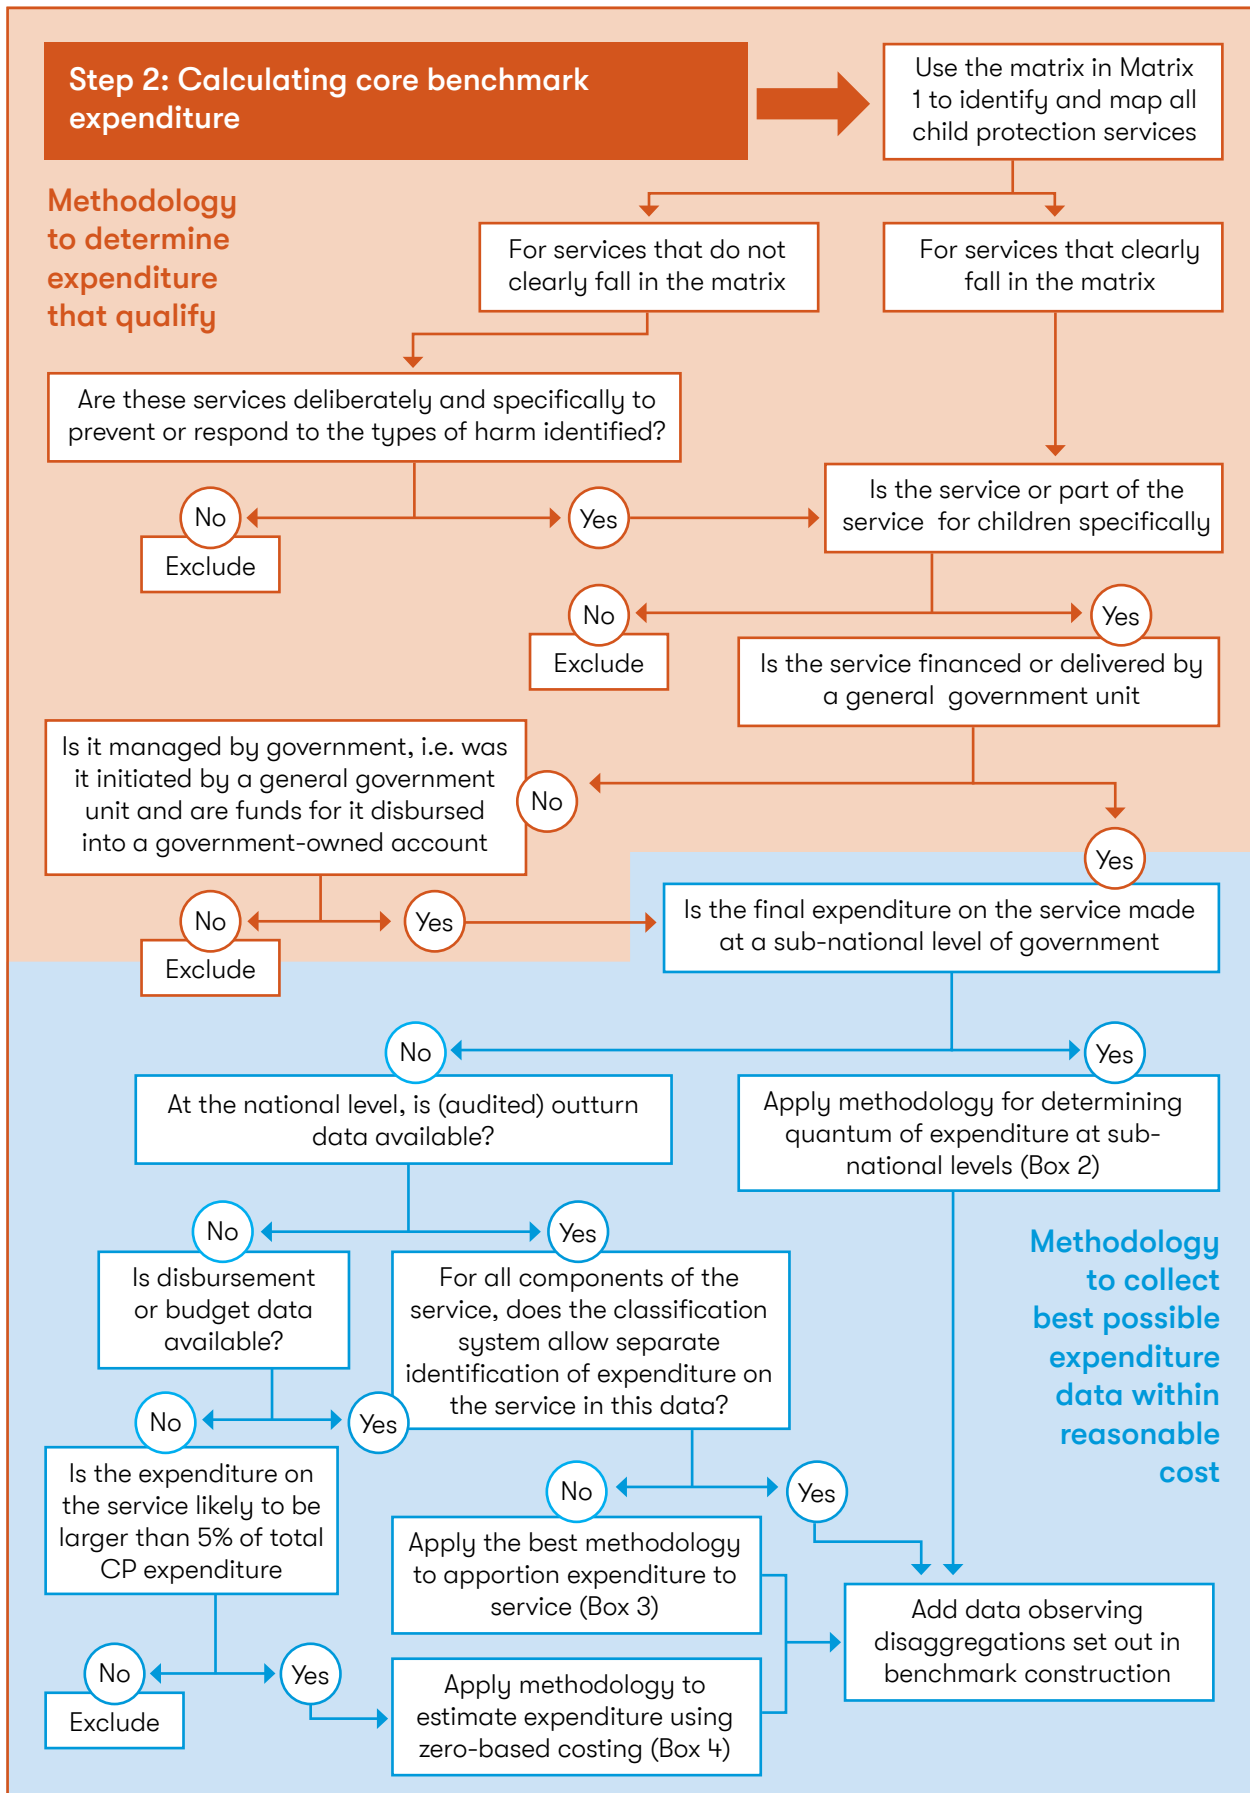 Step 2: Calculating core benchmark
expenditure
Use the matrix in Matrix
1 to identify and map all
child protection services
Methodology
to determine
expenditure
that qualify
For services that do not
clearly fall in the matrix
For services that clearly
fall in the matrix
Are these services deliberately and specifically to
prevent or respond to the types of harm identified?
No
Exclude
Yes
Is the service or part of the
service for children specifically
No
Exclude
Yes
Is the service financed or delivered by
a general government unit
Is it managed by government, i.e. was
it initiated by a general government
unit and are funds for it disbursed
into a government-owned account
No
Yes
No
Exclude
Yes
Is the final expenditure on the service made
at a sub-national level of government
No
Yes
At the national level, is (audited) outturn
data available?
Apply methodology for determining
quantum of expenditure at sub-
national levels (Box 2)
No
Yes
Is disbursement
or budget data
available?
For all components of the
service, does the classification
system allow separate
identification of expenditure on
the service in this data?
Methodology
to collect
best possible
expenditure
data within
reasonable
cost
No
Yes
Is the expenditure on
the service likely to be
larger than 5% of total
CP expenditure
No
Yes
Apply the best methodology
to apportion expenditure to
service (Box 3)
Add data observing
disaggregations set out in
benchmark construction
No
Exclude
Yes
Apply methodology to
estimate expenditure using
zero-based costing (Box 4)